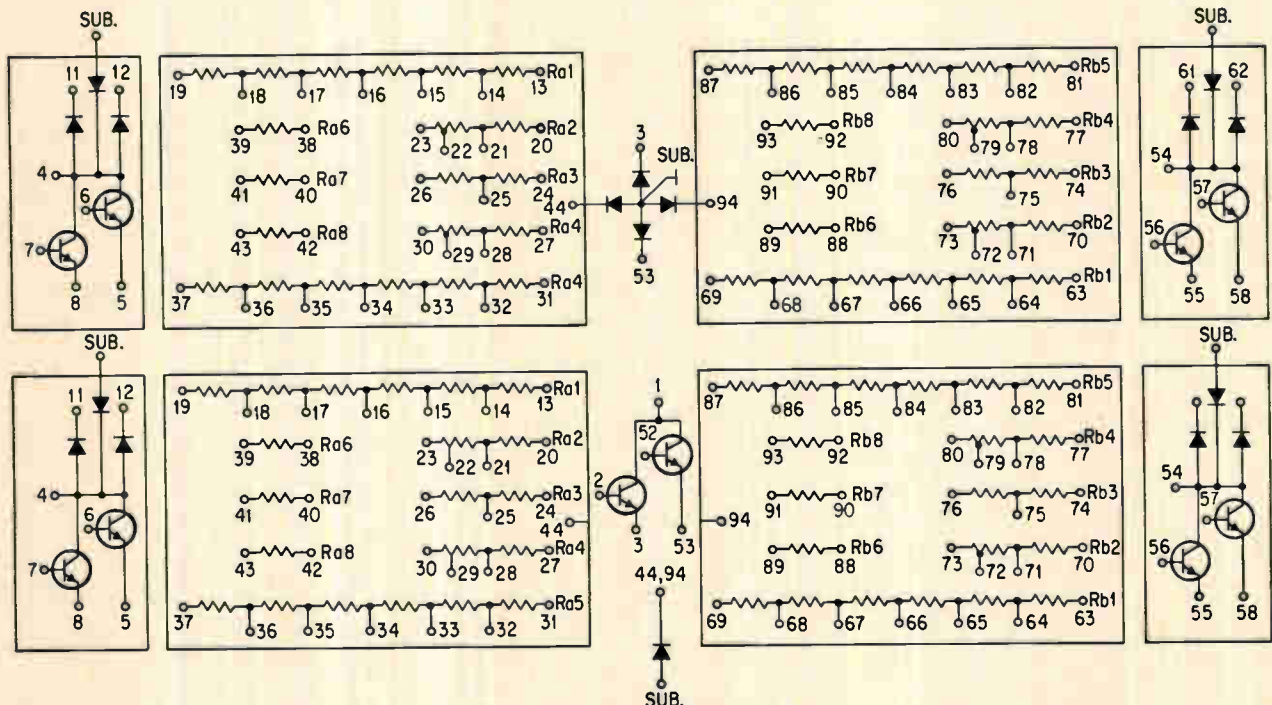 SUB.
11 12
4
6
7
8 5
19 Ra1 13
18 17 16 15 14
39 Ra6 38
23 Ra2 20
22 21
41 Ra7 40
26 Ra3 24
25
44
43 Ra8 42
30 Ra4 27
29 28
37 Ra4 31
36 35 34 33 32
3
SUB.
94
53
87 Rb5 81
86 85 84 83 82
93 Rb8 92
80 Rb4 77
79 78
91 Rb7 90
76 Rb3 74
75
89 Rb6 88
73 Rb2 70
72 71
69 Rb1 63
68 67 66 65 64
SUB.
61 62
54
57
56
55 58
SUB.
11 12
4
6
7
8 5
19 Ra1 13
18 17 16 15 14
39 Ra6 38
23 Ra2 20
22 21
41 Ra7 40
26 Ra3 24
25
44
43 Ra8 42
30 Ra4 27
29 28
37 Ra5 31
36 35 34 33 32
1
52
2
3 53
94
44,94
SUB.
87 Rb5 81
86 85 84 83 82
93 Rb8 92
80 Rb4 77
79 78
91 Rb7 90
76 Rb3 74
75
89 Rb6 88
73 Rb2 70
72 71
69 Rb1 63
68 67 66 65 64
SUB.
54
57
56
55 58